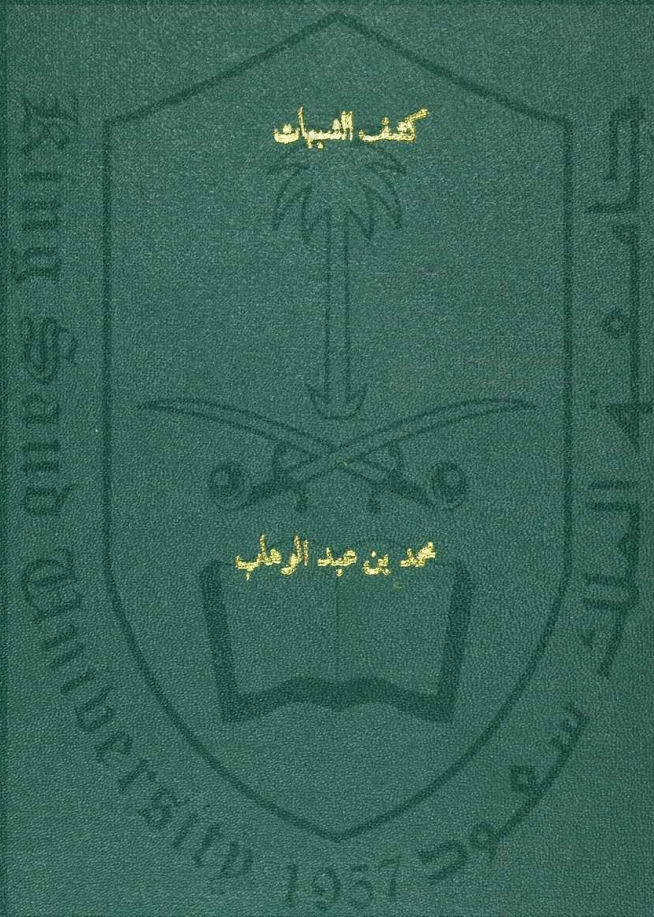 كشف الشبهات
محمد بن عبد الوهاب
King Saud University 1957
جامعة الملك سعود